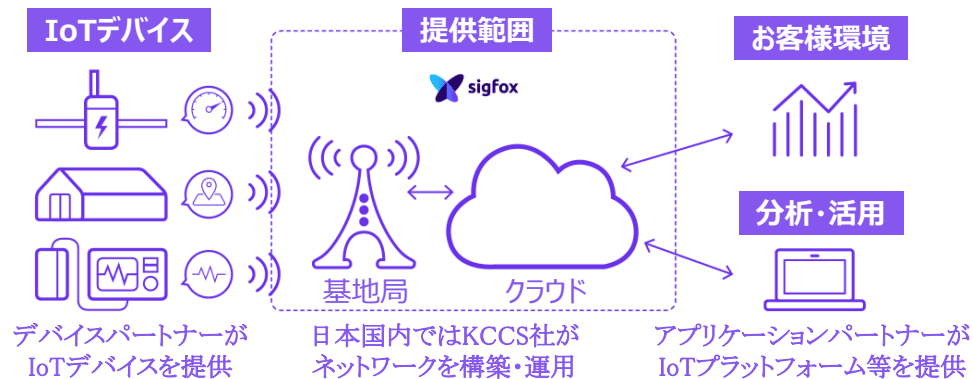 IoTデバイス
提供範囲
お客様環境
sigfox
分析・活用
基地局
クラウド
デバイスパートナーが
IoTデバイスを提供
日本国内ではKCCS社が
ネットワークを構築・運用
アプリケーションパートナーが
IoTプラットフォーム等を提供